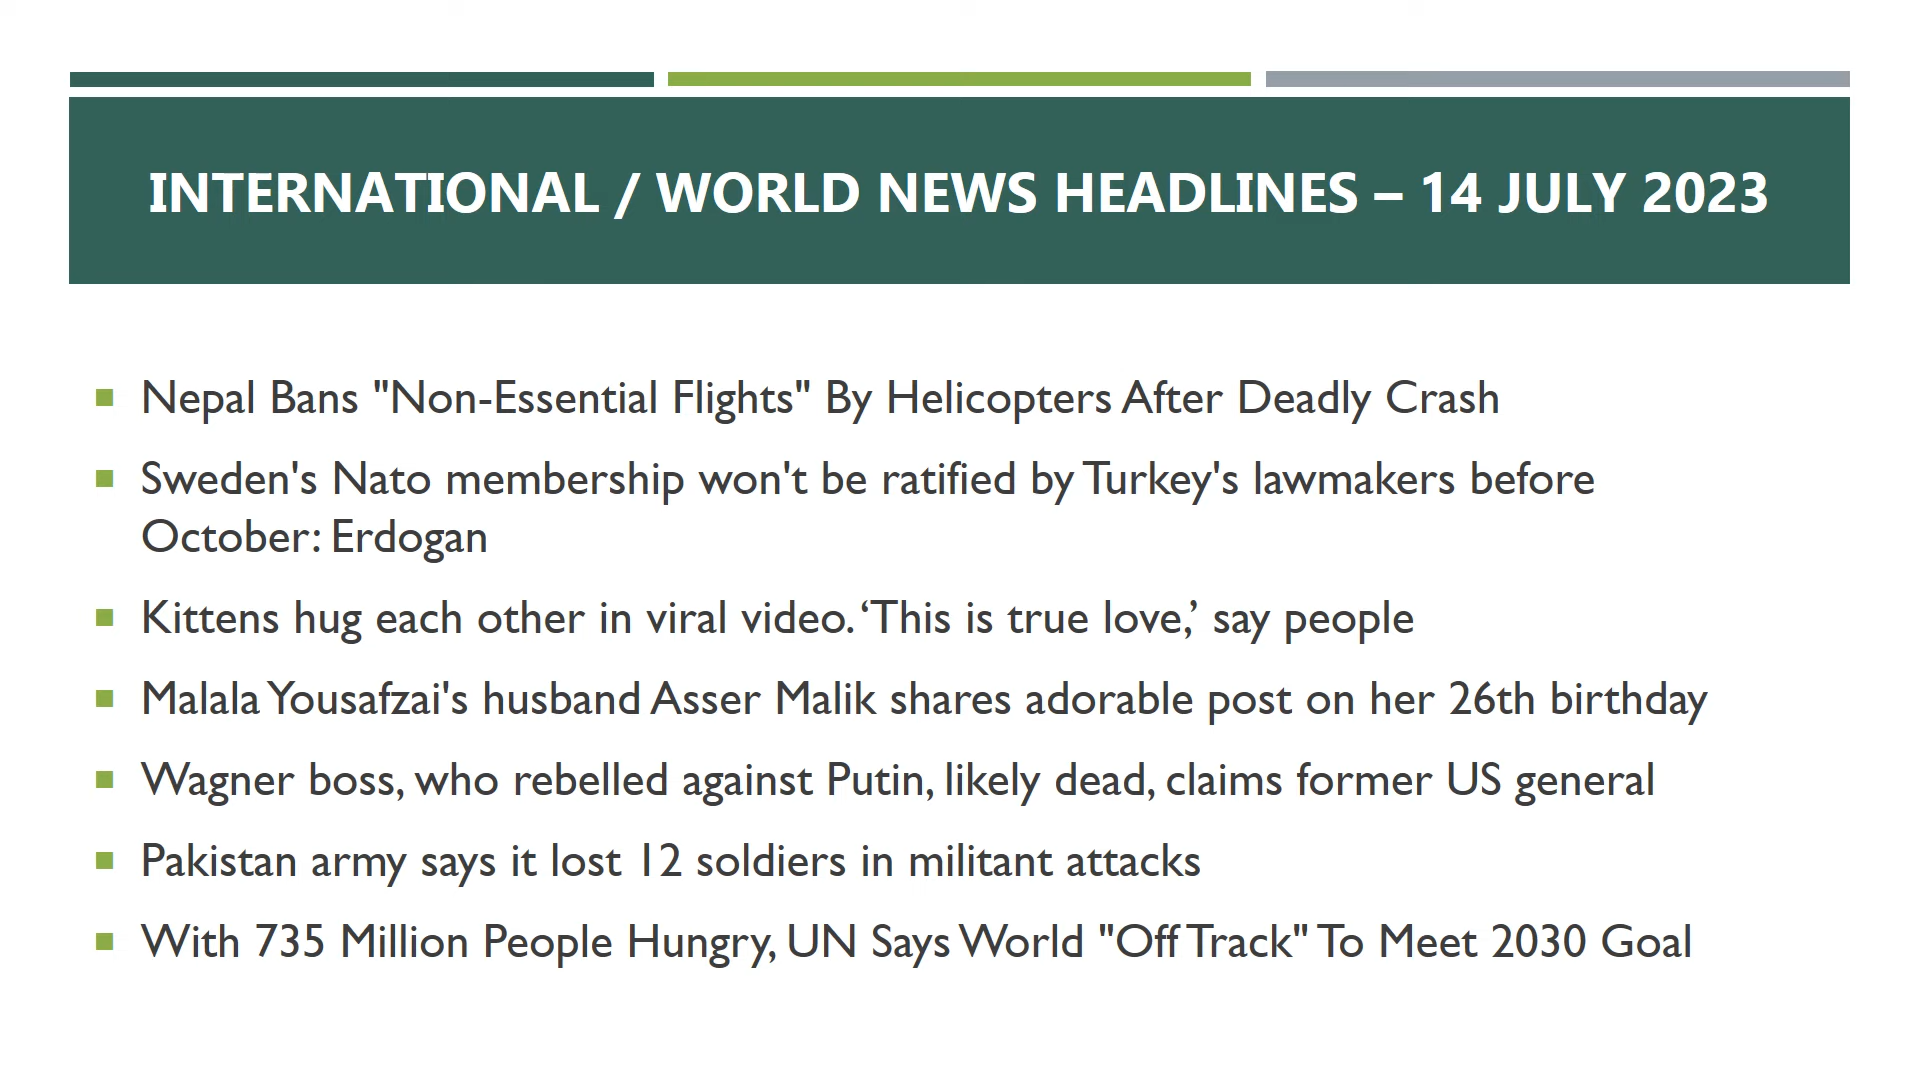 INTERNATIONAL / WORLD NEWS HEADLINES – 14 JULY 2023
Nepal Bans "Non-Essential Flights" By Helicopters After Deadly Crash
Sweden's Nato membership won't be ratified by Turkey's lawmakers before
October: Erdogan
Kittens hug each other in viral video. ‘This is true love,’ say people
Malala Yousafzai's husband Asser Malik shares adorable post on her 26th birthday
Wagner boss, who rebelled against Putin, likely dead, claims former US general
Pakistan army says it lost 12 soldiers in militant attacks
With 735 Million People Hungry, UN Says World "Off Track" To Meet 2030 Goal